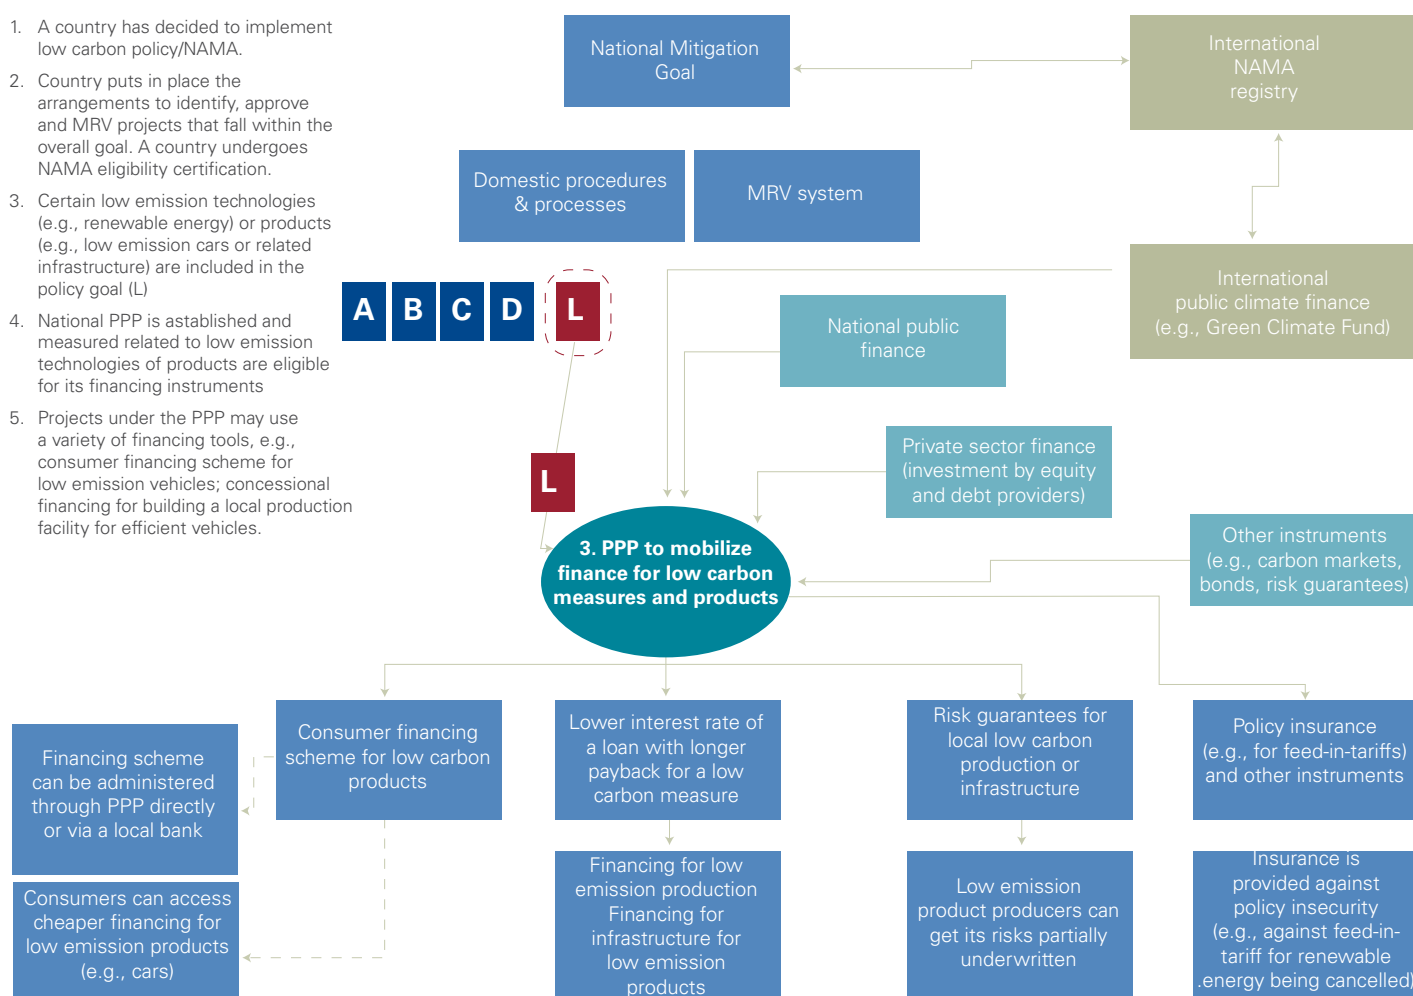 1. A country has decided to implement
low carbon policy/NAMA.
2. Country puts in place the
arrangements to identify, approve
and MRV projects that fall within the
overall goal. A country undergoes
NAMA eligibility certification.
3. Certain low emission technologies
(e.g., renewable energy) or products
(e.g., low emission cars or related
infrastructure) are included in the
policy goal (L)
4. National PPP is astablished and
measured related to low emission
technologies of products are eligible
for its financing instruments
5. Projects under the PPP may use
a variety of financing tools, e.g.,
consumer financing scheme for
low emission vehicles; concessional
financing for building a local production
facility for efficient vehicles.
National Mitigation
Goal
International
NAMA
registry
Domestic procedures
& processes
MRV system
A B C D L
International
public climate finance
(e.g., Green Climate Fund)
National public
finance
Private sector finance
(investment by equity
and debt providers)
L
Other instruments
(e.g., carbon markets,
bonds, risk guarantees)
3. PPP to mobilize
finance for low carbon
measures and products
Financing scheme
can be administered
through PPP directly
or via a local bank
Consumer financing
scheme for low carbon
products
Lower interest rate of
a loan with longer
payback for a low
carbon measure
Risk guarantees for
local low carbon
production or
infrastructure
Policy insurance
(e.g., for feed-in-tariffs)
and other instruments
Consumers can access
cheaper financing for
low emission products
(e.g., cars)
Financing for low
emission production
Financing for
infrastructure for
low emission
products
Low emission
product producers can
get its risks partially
underwritten
Insurance is
provided against
policy insecurity
(e.g., against feed-in-
tariff for renewable
.energy being cancelled)